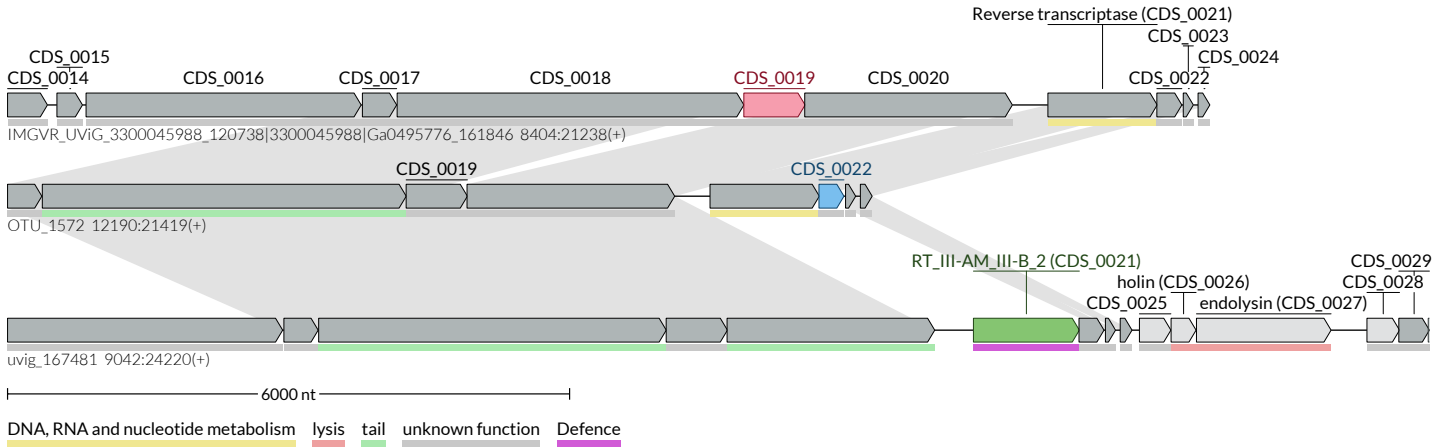 Reverse transcriptase (CDS_0021)
CDS_0023
CDS_0015
CDS_0024
CDS_0014 CDS_0016 CDS_0017 CDS_0018 CDS_0019 CDS_0020 CDS_0022
IMGVR_UViG_3300045988_120738|3300045988|Ga0495776_161846 8404:21238(+)
CDS_0019 CDS_0022
OTU_1572 12190:21419(+)
RT_III-AM_III-B_2 (CDS_0021) CDS_0029
holin (CDS_0026) CDS_0028
CDS_0025 endolysin (CDS_0027)
uvig_167481 9042:24220(+)
6000 nt
DNA, RNA and nucleotide metabolism lysis tail unknown function Defence